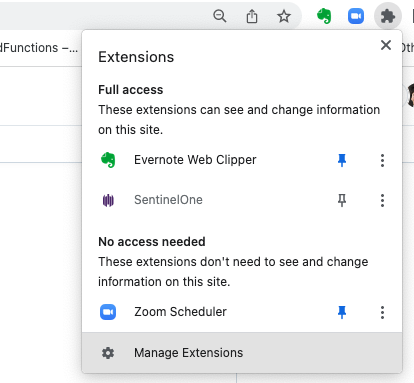 dFunctions –...
Extensions
Full access
These extensions can see and change information
on this site.
Evernote Web Clipper
SentinelOne
No access needed
These extensions don't need to see and change
information on this site.
Zoom Scheduler
Manage Extensions